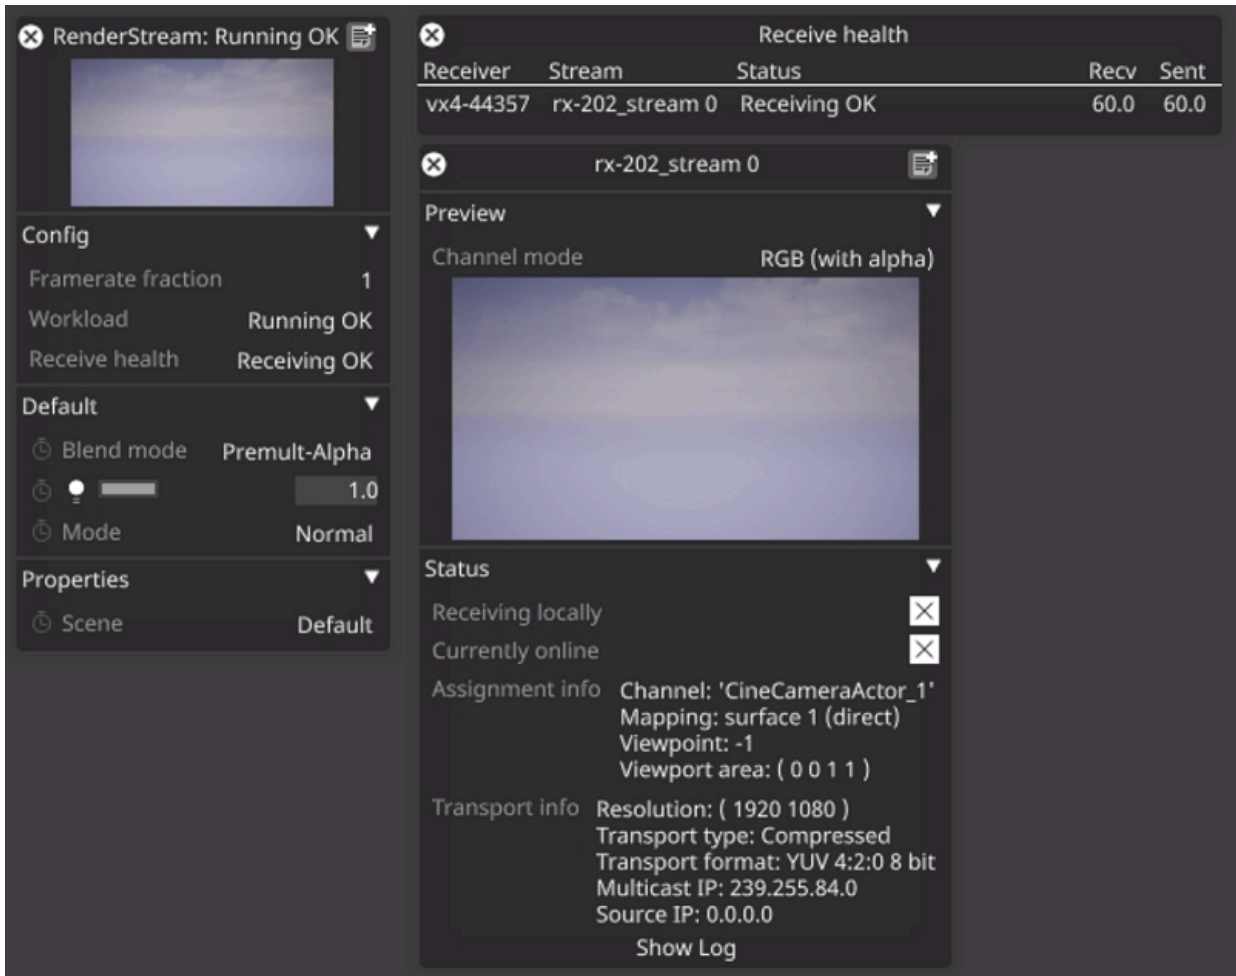 RenderStream: Running OK
Config
Framerate fraction 1
Workload Running OK
Receive health Receiving OK
Default
Blend mode Premult-Alpha
1.0
Mode Normal
Properties
Scene Default
Receive health
Receiver Stream Status Recv Sent
vx4-44357 rx-202_stream 0 Receiving OK 60.0 60.0
rx-202_stream 0
Preview
Channel mode RGB (with alpha)
Status
Receiving locally
Currently online
Assignment info Channel: 'CineCameraActor_1'
Mapping: surface 1 (direct)
Viewpoint: -1
Viewport area: ( 0 0 1 1 )
Transport info Resolution: ( 1920 1080 )
Transport type: Compressed
Transport format: YUV 4:2:0 8 bit
Multicast IP: 239.255.84.0
Source IP: 0.0.0.0
Show Log